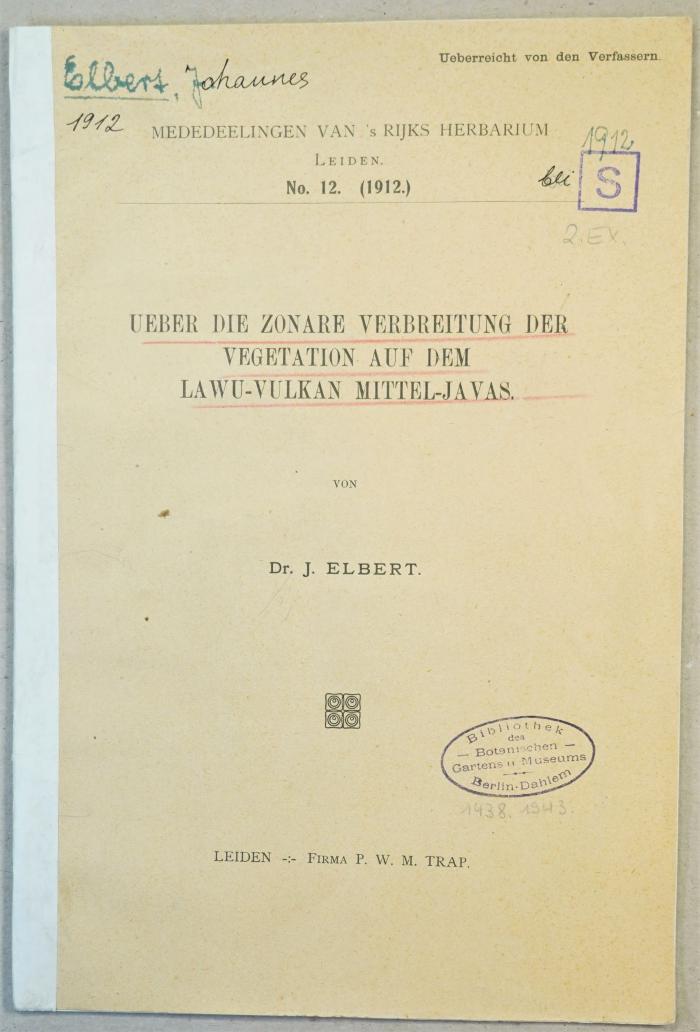 Ueberreicht von den Verfassern.
Elbert, Johannes
1912
MEDEDEELINGEN VAN 's RIJKS HERBARIUM
LEIDEN.
No. 12. (1912.)
1912
bei
S
2. Ex.
UEBER DIE ZONARE VERBREITUNG DER
VEGETATION AUF DEM
LAWU-VULKAN MITTEL-JAVAS.
VON
Dr. J. ELBERT.
Bibliothek
des
— Botanischen —
Gartens u Museums
Berlin-Dahlem
1438. 1943.
LEIDEN -:- FIRMA P. W. M. TRAP.